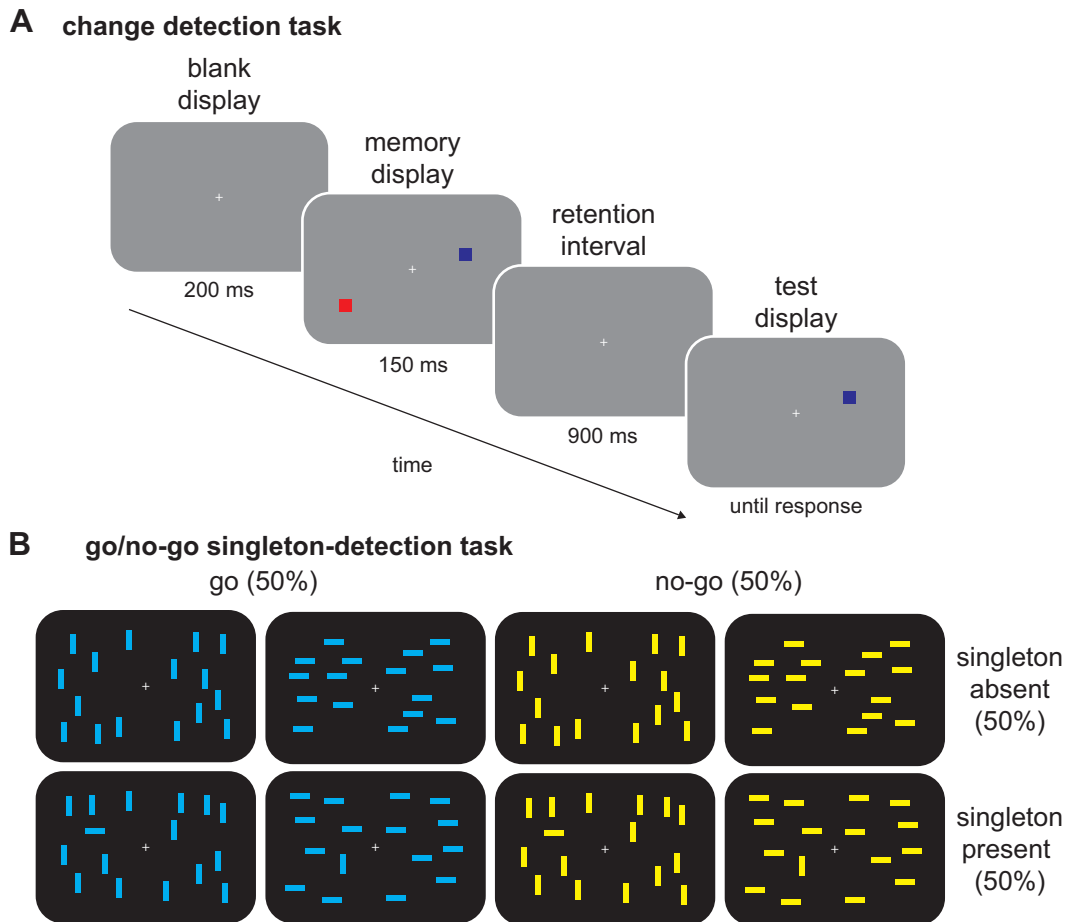 A change detection task
blank
display
memory
display
retention
interval
test
display
200 ms
150 ms
900 ms
until response
time
B go/no-go singleton-detection task
go (50%)
no-go (50%)
singleton
absent
(50%)
singleton
present
(50%)